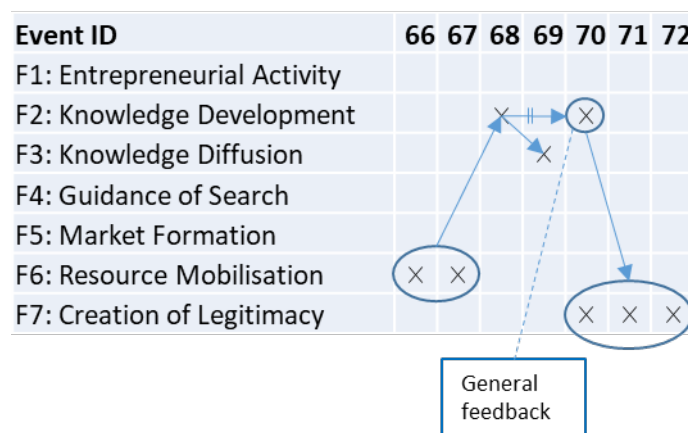 Event ID 66 67 68 69 70 71 72
F1: Entrepreneurial Activity
F2: Knowledge Development X X
F3: Knowledge Diffusion X
F4: Guidance of Search
F5: Market Formation
F6: Resource Mobilisation X X
F7: Creation of Legitimacy X X X
General
feedback